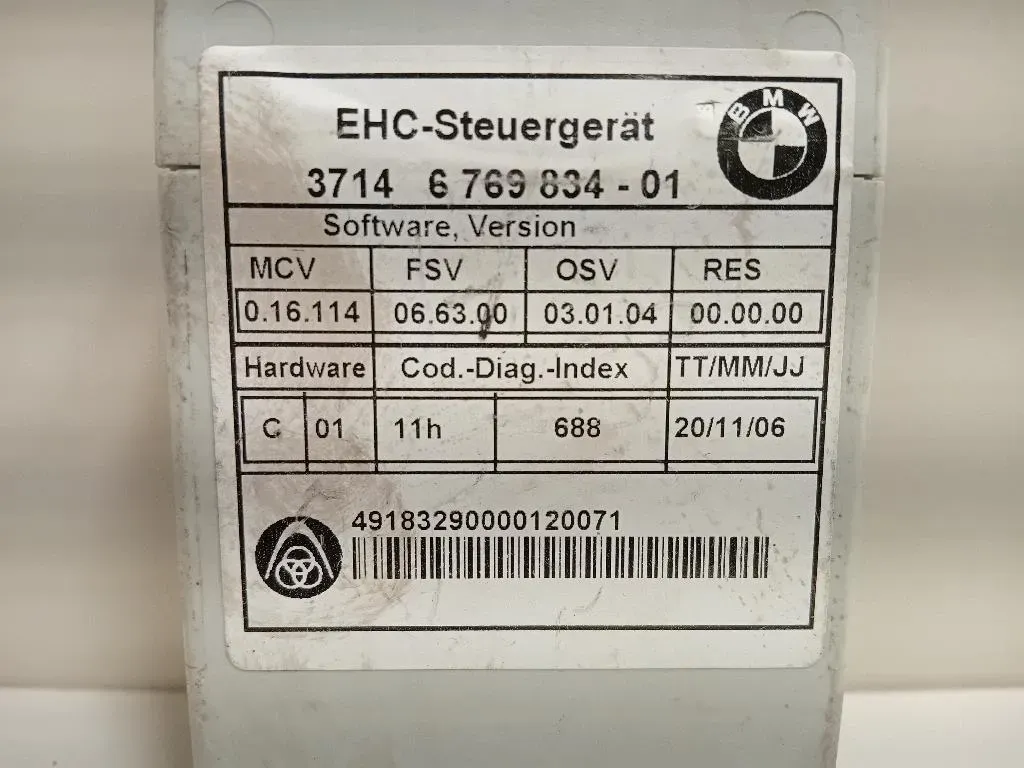 EHC-Steuergerät
BMW
3714 6 769 834 - 01
Software, Version
MCV FSV OSV RES
0.16.114 06.63.00 03.01.04 00.00.00
Hardware Cod.-Diag.-Index TT/MM/JJ
C 01 11h 688 20/11/06
49183290000120071